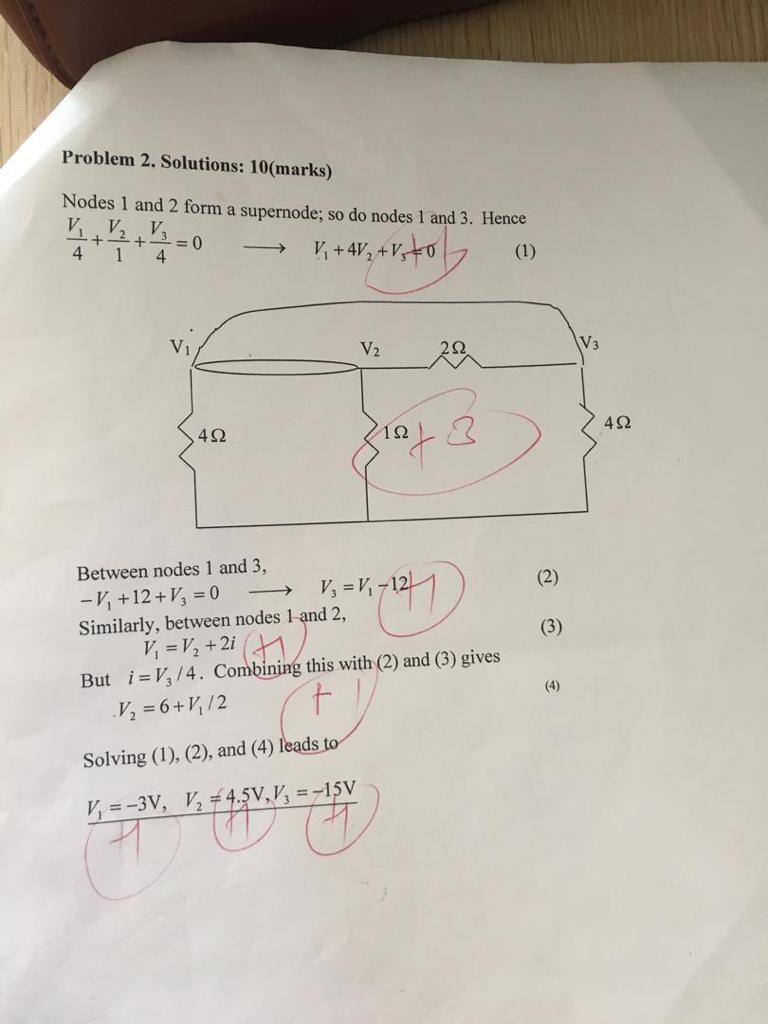 Problem 2. Solutions: 10(marks)
Nodes 1 and 2 form a supernode; so do nodes 1 and 3. Hence
V₁/4 + V₂/1 + V₃/4 = 0 ⟶ V₁ + 4V₂ + V₃ = 0 (1)
+1
V₁ V₂ 2Ω V₃
4Ω 1Ω 4Ω
+3
Between nodes 1 and 3,
−V₁ + 12 + V₃ = 0 ⟶ V₃ = V₁ − 12 (2)
+1
Similarly, between nodes 1 and 2,
V₁ = V₂ + 2i (3)
+1
But i = V₃ / 4. Combining this with (2) and (3) gives
.V₂ = 6 + V₁ / 2 (4)
+1
Solving (1), (2), and (4) leads to
V₁ = −3V, V₂ = 4.5V, V₃ = −15V
+1 +1 +1